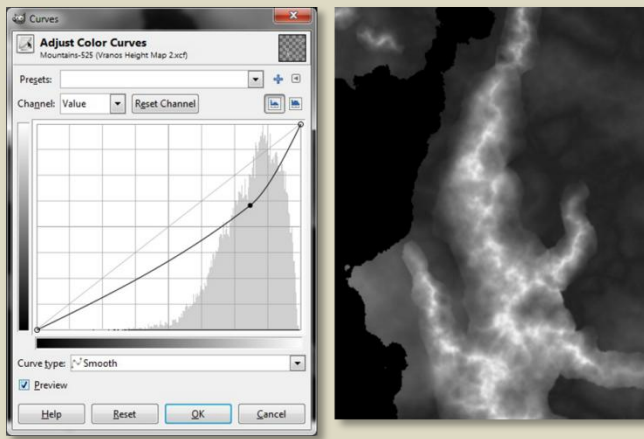 Curves
Adjust Color Curves
Mountains-525 (Vranos Height Map 2.xcf)
Presets:
Channel: Value Reset Channel
Curve type: Smooth
Preview
Help Reset OK Cancel